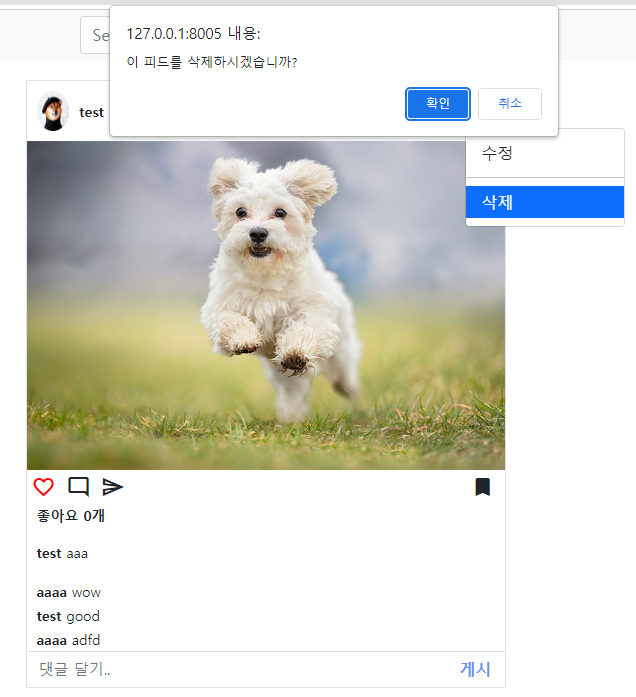 Se
127.0.0.1:8005 내용:
이 피드를 삭제하시겠습니까?
확인 취소
test
수정
삭제
좋아요 0개
test aaa
aaaa wow
test good
aaaa adfd
댓글 달기..
게시